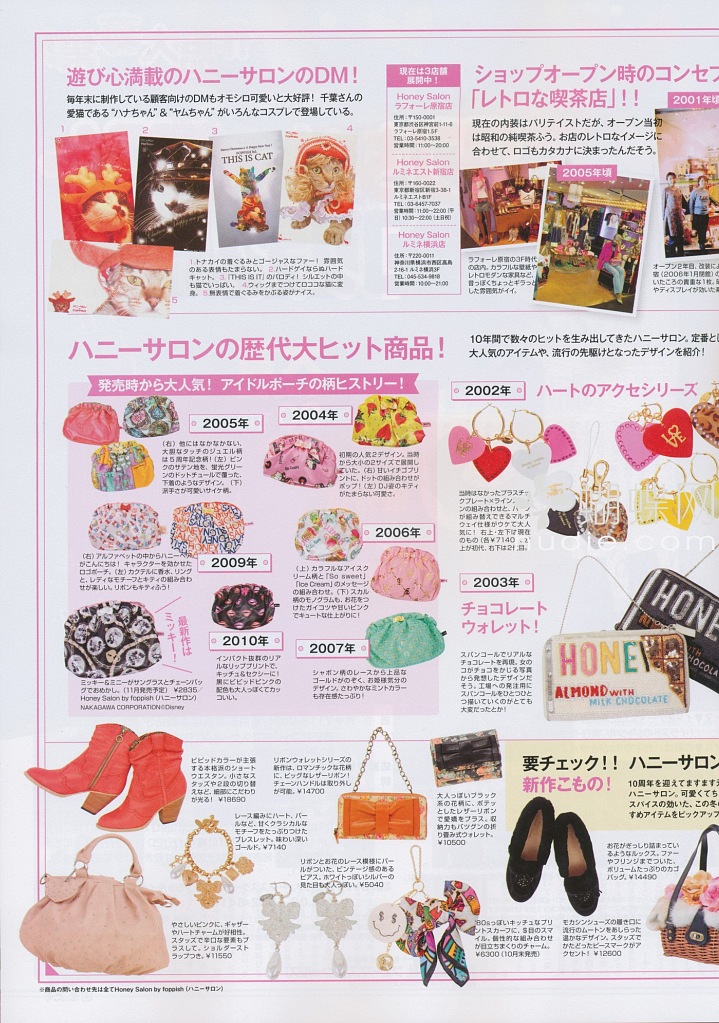 遊び心満載のハニーサロンのDM！
毎年末に制作している顧客向けのDMもオモシロ可愛いと大好評！ 千葉さんの
愛猫である“ハナちゃん”＆“ヤムちゃん”がいろんなコスプレで登場している。
1
2
3
4
THIS IS CAT
5
1.トナカイの着ぐるみとゴージャスなファー！ 雰囲気
のある表情もたまらない。 2.ハードゲイならぬハード
キャット。 3.『THIS IS IT』のパロディ！ シルエットの中
も猫でいっぱい。 4.ウィッグまでつけてロココな猫に変
身。 5.無表情で着ぐるみをかぶる姿がナイス。
現在は3店舗
展開中！
Honey Salon
ラフォーレ原宿店
住所：〒150-0001
東京都渋谷区神宮前1-11-6
ラフォーレ原宿1.5F
TEL：03-5410-3538
営業時間：11:00～20:00
Honey Salon
ルミネエスト新宿店
住所：〒160-0022
東京都新宿区新宿3-38-1
ルミネエストB1F
TEL：03-6457-7037
営業時間：11:00～22:00（平
日）10:30～22:00（土日祝）
Honey Salon
ルミネ横浜店
住所：〒220-0011
神奈川県横浜市西区高島
2-16-1 ルミネ横浜3F
TEL：045-534-9818
営業時間：11:00～21:00
ショップオープン時のコンセプ
「レトロな喫茶店」！！
現在の内装はバリテイストだが、オープン当初
は昭和の純喫茶ふう。お店のレトロなイメージに
合わせて、ロゴもカタカナに決まったんだそう。
2001年頃
2005年頃
ラフォーレ原宿の3F時代
の店内。カラフルな壁紙や
レトロモダンな家具など、
昔っぽくちょっとギラっと
した雰囲気がイイ。
オープン2年目、改装
宿（2006年1月閉館）の
いころの貴重な1枚。
やディスプレイが効いた
ハニーサロンの歴代大ヒット商品！
10年間で数々のヒットを生み出してきたハニーサロン。定番と
大人気のアイテムや、流行の先駆けとなったデザインを紹介！
発売時から大人気！ アイドルポーチの柄ヒストリー！
2005年
（右）他にはなかなかない、
大胆なタッチのジュエル柄
は5周年記念柄！（左）ピン
クのサテン地を、蛍光グリー
ンのドットチュールで覆った、
下着のようなデザイン。（下）
派手さが可愛いサイケ柄。
2004年
初期の人気2デザイン。当時
から大小の2サイズで展開し
ていた。（右）甘いイチゴプリ
ントに、ドットの組み合わせが
ポップ！（左）DJ姿のキティ
がたまらない可愛さ。
2006年
（上）カラフルなアイスク
リーム柄と「So sweet」
「Ice Cream」のメッセージ
の組み合わせ。（下）スカル
柄のモノグラムも、お花をつ
けたガイコツや甘いピンク
でキュートな仕上がりに！
（右）アルファベットの中からハニー
がこんにちは！ キャラクターを効かせた
ロゴポーチ。（左）カクテルに香水、リング
と、レディなモチーフとキティの組み合わ
せが楽しい。リボンもキティふう！
2009年
最新作は
ミッキー！
ミッキー＆ミニーがサングラスとチェーンバッ
グでおめかし。（11月発売予定） ¥2835／
Honey Salon by foppish（ハニーサロン）
NAKAGAWA CORPORATION©Disney
2010年
インパクト抜群のリア
ルなリッププリントで、
キッチュ＆セクシーに！
黒にビビッドピンクの
配色も大人っぽくてカッ
コいい。
2007年
シャボン柄のレースから上品な
ゴールドがのぞく、お嬢様気分の
デザイン。さわやかなミントカラー
も存在感たっぷり！
2002年
ハートのアクセシリーズ
LOVE
当時はなかったプラスチッ
クプレート×ライン
ンの組み合わせと、
が組み替えできるマルチ
ウェイ仕様がウケて大人
気に！ 右上・左下は現在
のもの（各¥7140
上が初代、右下は2代目。
2003年
チョコレート
ウォレット！
スパンコールでリアルな
チョコレートを再現。女の
コがチョコをかじる写真
から発想したデザインだ
そう。工場への発注用に
スパンコールをひとつひと
つ描いていくのがとても
大変だったとか！
HONEY
ALMOND WITH
MILK CHOCOLATE
HONE
ビビッドカラーが主張
する本格派のショート
ウエスタン。小さなス
タッズや2段の切り替
えなど、細部にこだわり
が光る！ ¥18690
リボンウォレットシリーズの
新作は、ロマンチックな花柄
に、ビッグなレザーリボン！
チェーンハンドルは取り外し
が可能。¥14700
大人っぽいブラック
系の花柄に、ポテッ
としたレザーリボン
で愛嬌をプラス。収
納力もバツグンの折り
畳み式ウォレット。
¥10500
レース編みにハート、パー
ルなど、甘くクラシカルな
モチーフをたっぷりつけた
ブレスレット。味わい深い
ゴールド。¥7140
リボンとお花のレース模様にパー
ルがついた、ビンテージ感のある
ピアス。ホワイトっぽいシルバーの
見た目も大人っぽい。¥5040
やさしいピンクに、ギャザー
やハートチャームが好相性。
スタッズで辛口な要素もプ
ラスして。ショルダースト
ラップつき。¥11550
'80sっぽいキッチュなプリ
ントスカーフに、＄目のスマ
イル。個性的な組み合わせ
が目立ちまくりのチャーム。
¥6300（10月末発売）
要チェック！！ ハニーサロン
新作こもの！
10周年を迎えてますます元
ハニーサロン。可愛くてち
スパイスの効いた、この冬
すめアイテムをピックアップ
お花がぎっしり詰まってい
るようなルックス。ファー
やフリンジまでついた、
ボリュームたっぷりのカゴ
バッグ。¥14490
モカシンシューズの履き口に
流行のムートンをあしらった
温かなデザイン。スタッズで
かたどったピースマークが
アクセント！ ¥12600
※商品の問い合わせ先は全てHoney Salon by foppish（ハニーサロン）